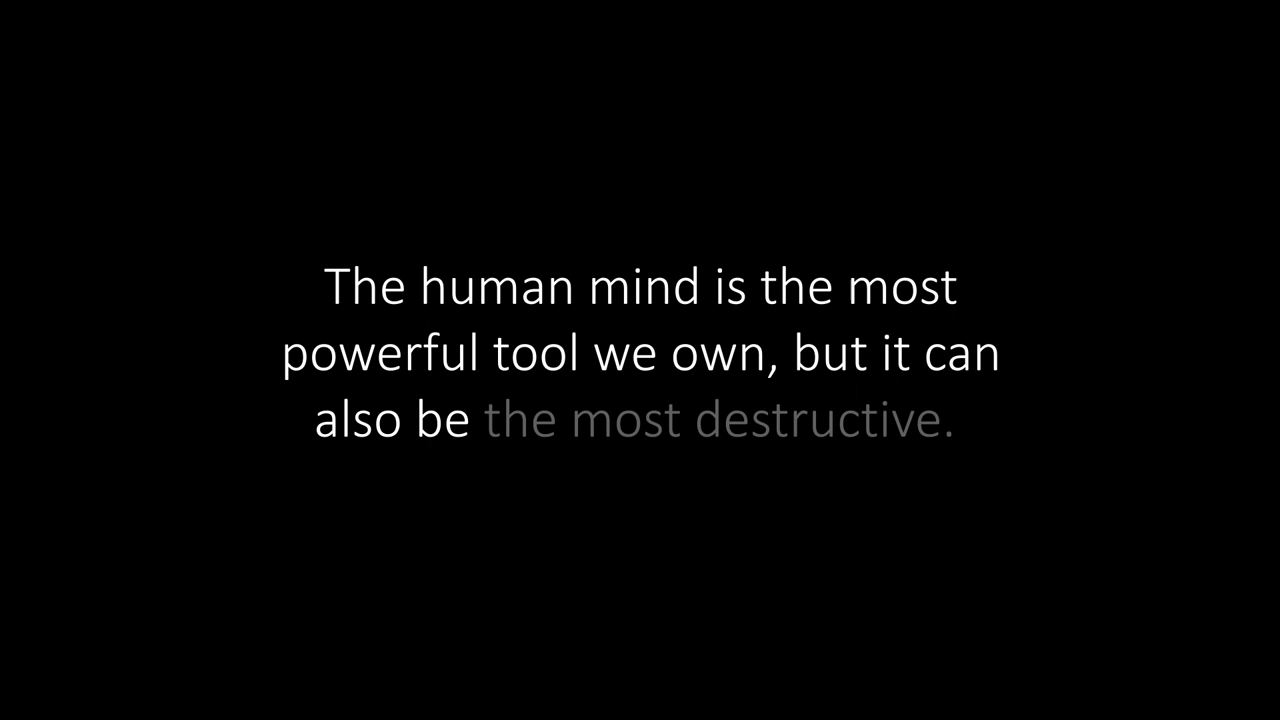 The human mind is the most
powerful tool we own, but it can
also be the most destructive.